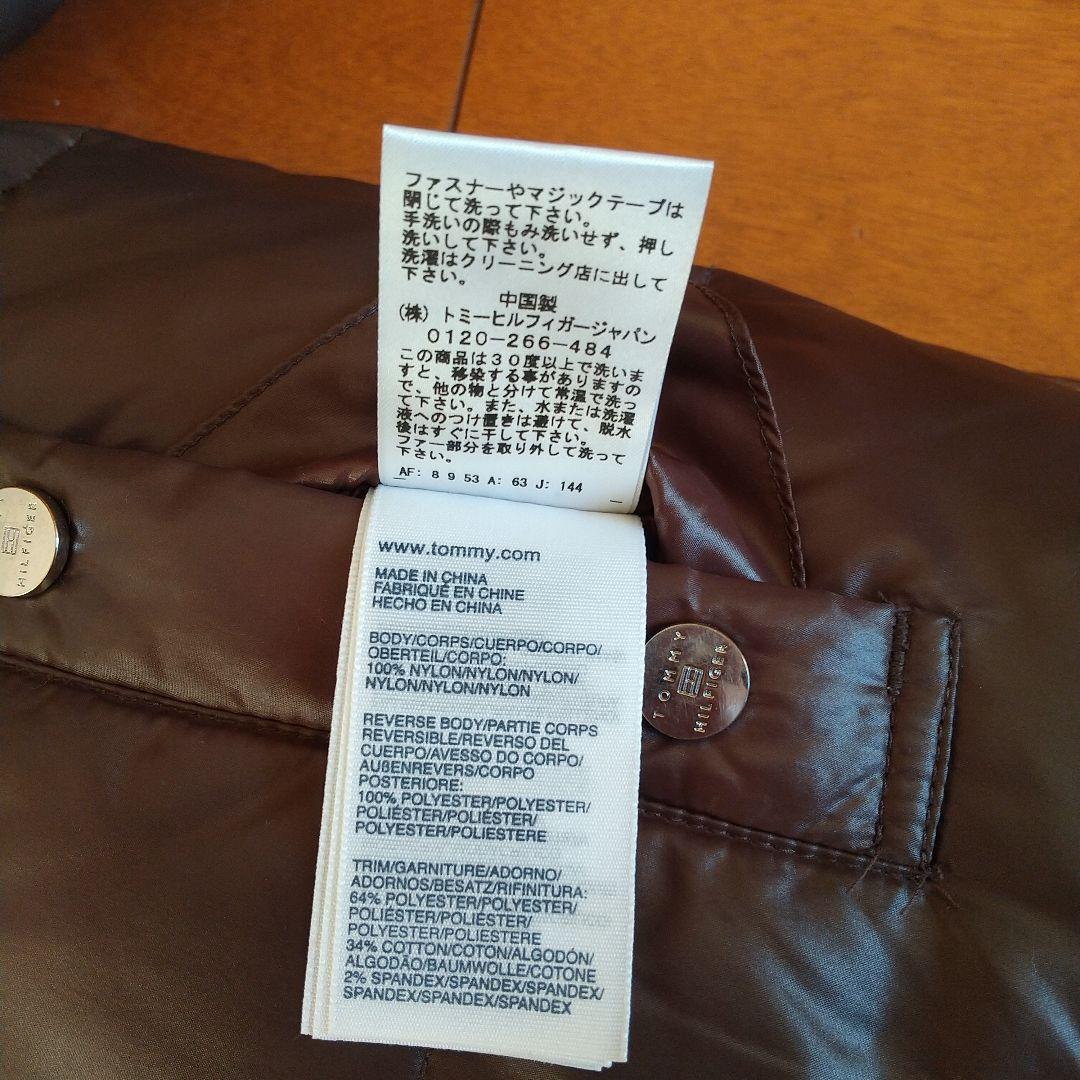 ファスナーやマジックテープは
閉じて洗って下さい。
手洗いの際もみ洗いせず、押し
洗いして下さい。
洗濯はクリーニング店に出して
下さい。
中国製
(株)トミーヒルフィガージャパン
0120-266-484
この商品は30度以上で洗いま
すと、移染する事がありますの
で、他の物と分けて常温で洗っ
て下さい。また、水または洗濯
液へのつけ置きは避けて、脱水
後はすぐに干して下さい。
ファー部分を取り外して洗って
下さい。
AF: 8 9 53 A: 63 J: 144
www.tommy.com
MADE IN CHINA
FABRIQUÉ EN CHINE
HECHO EN CHINA
BODY/CORPS/CUERPO/CORPO/
OBERTEIL/CORPO:
100% NYLON/NYLON/NYLON/
NYLON/NYLON/NYLON
REVERSE BODY/PARTIE CORPS
REVERSIBLE/REVERSO DEL
CUERPO/AVESSO DO CORPO/
AUßENREVERS/CORPO
POSTERIORE:
100% POLYESTER/POLYESTER/
POLIÉSTER/POLIÉSTER/
POLYESTER/POLIESTERE
TRIM/GARNITURE/ADORNO/
ADORNOS/BESATZ/RIFINITURA:
64% POLYESTER/POLYESTER/
POLIÉSTER/POLIÉSTER/
POLYESTER/POLIESTERE
34% COTTON/COTON/ALGODÓN/
ALGODÃO/BAUMWOLLE/COTONE
2% SPANDEX/SPANDEX/SPANDEX/
SPANDEX/SPANDEX/SPANDEX
TOMMY
HILFIGER
HILFIGER